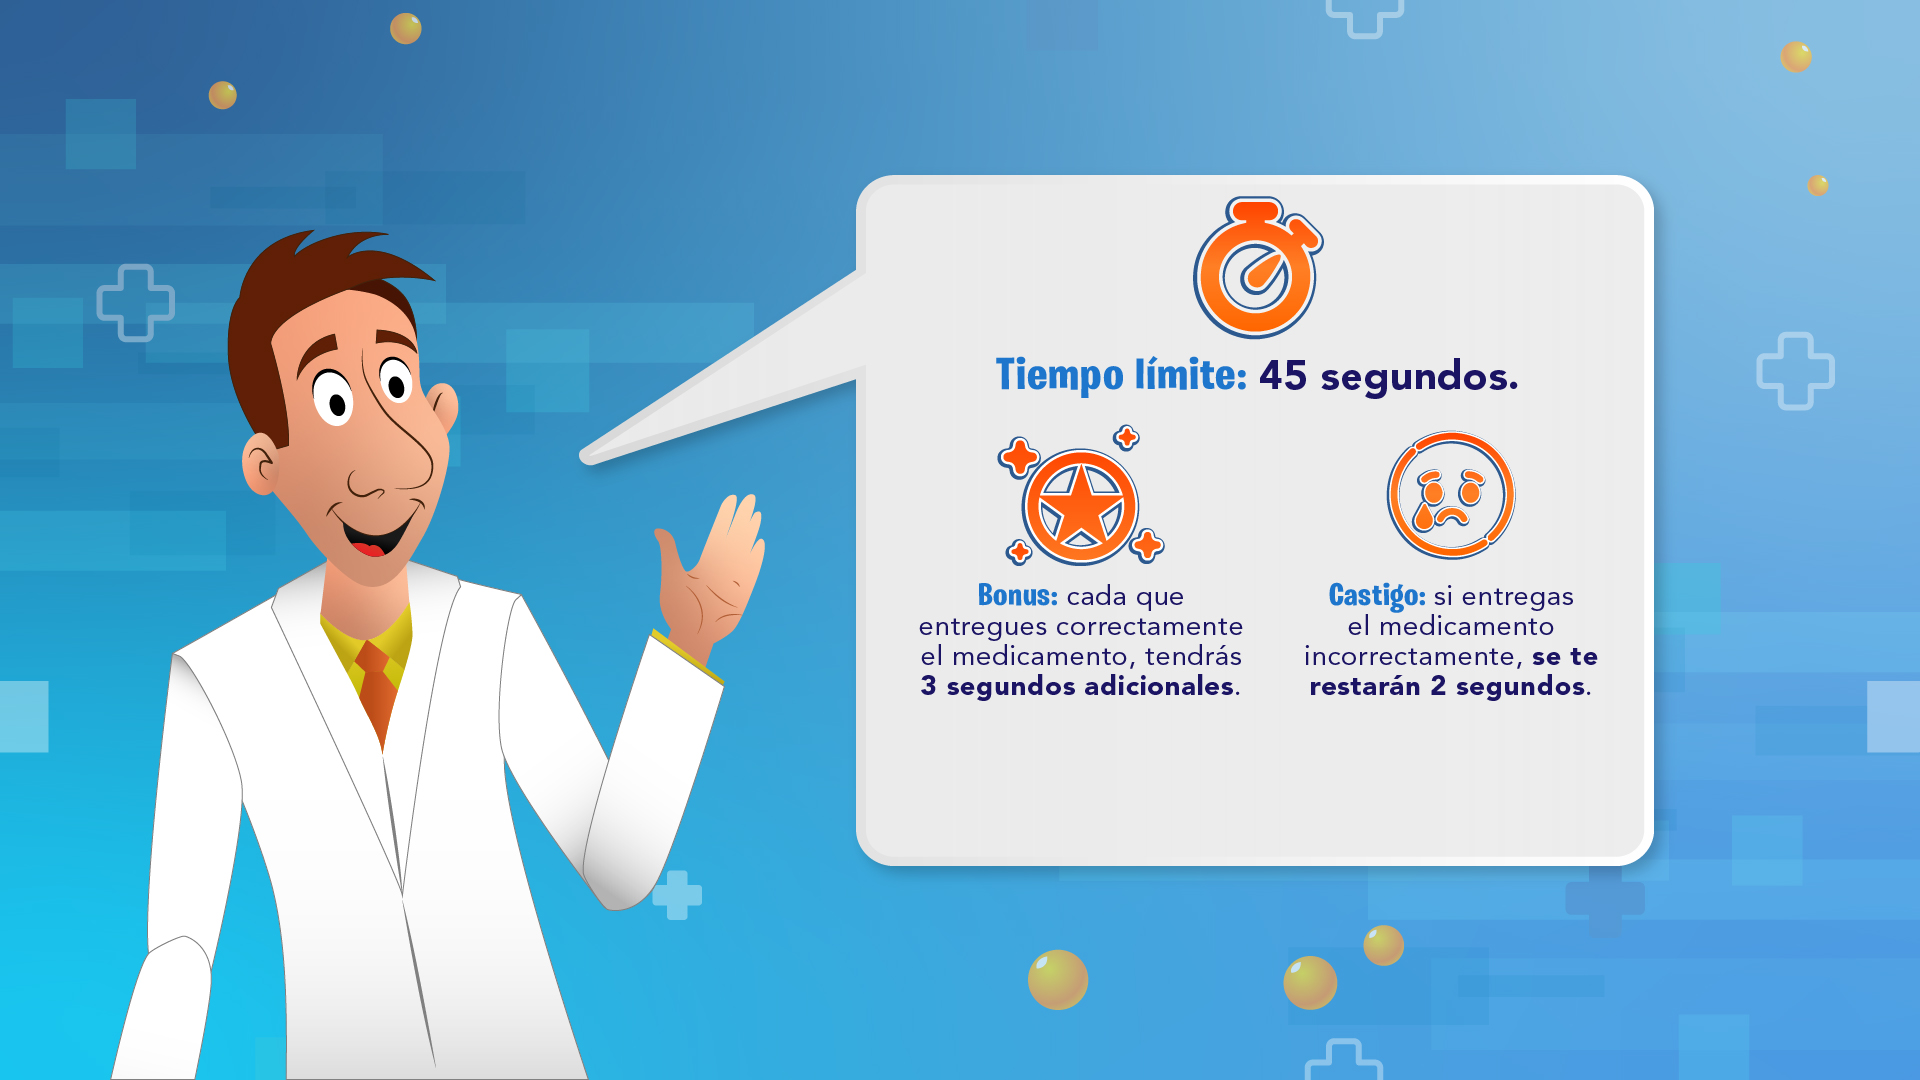 Tiempo límite: 45 segundos.
Bonus: cada que
entregues correctamente
el medicamento, tendrás
3 segundos adicionales.
Castigo: si entregas
el medicamento
incorrectamente, se te
restarán 2 segundos.